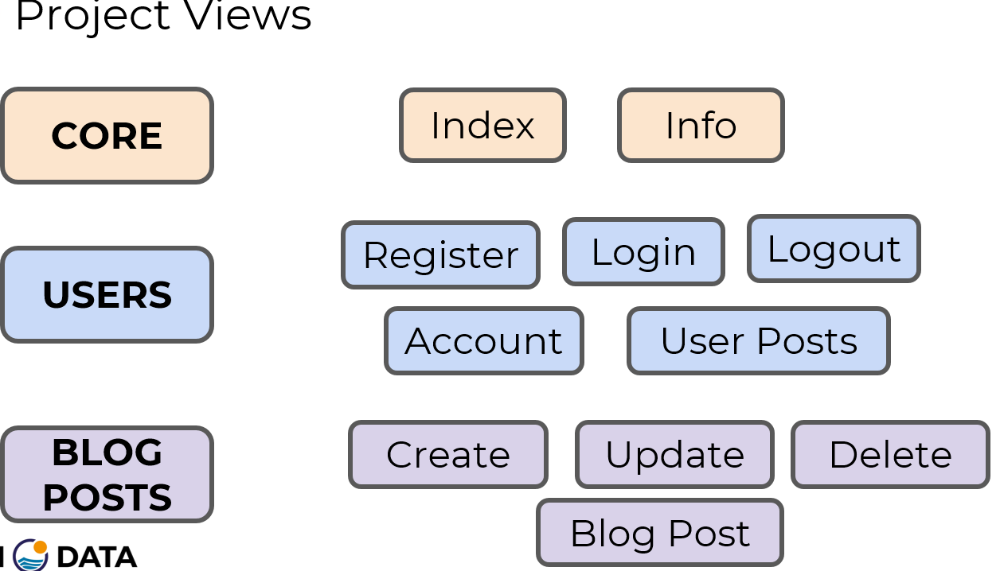 Project Views
CORE
Index
Info
USERS
Register
Login
Logout
Account
User Posts
BLOG
POSTS
Create
Update
Delete
Blog Post
DATA